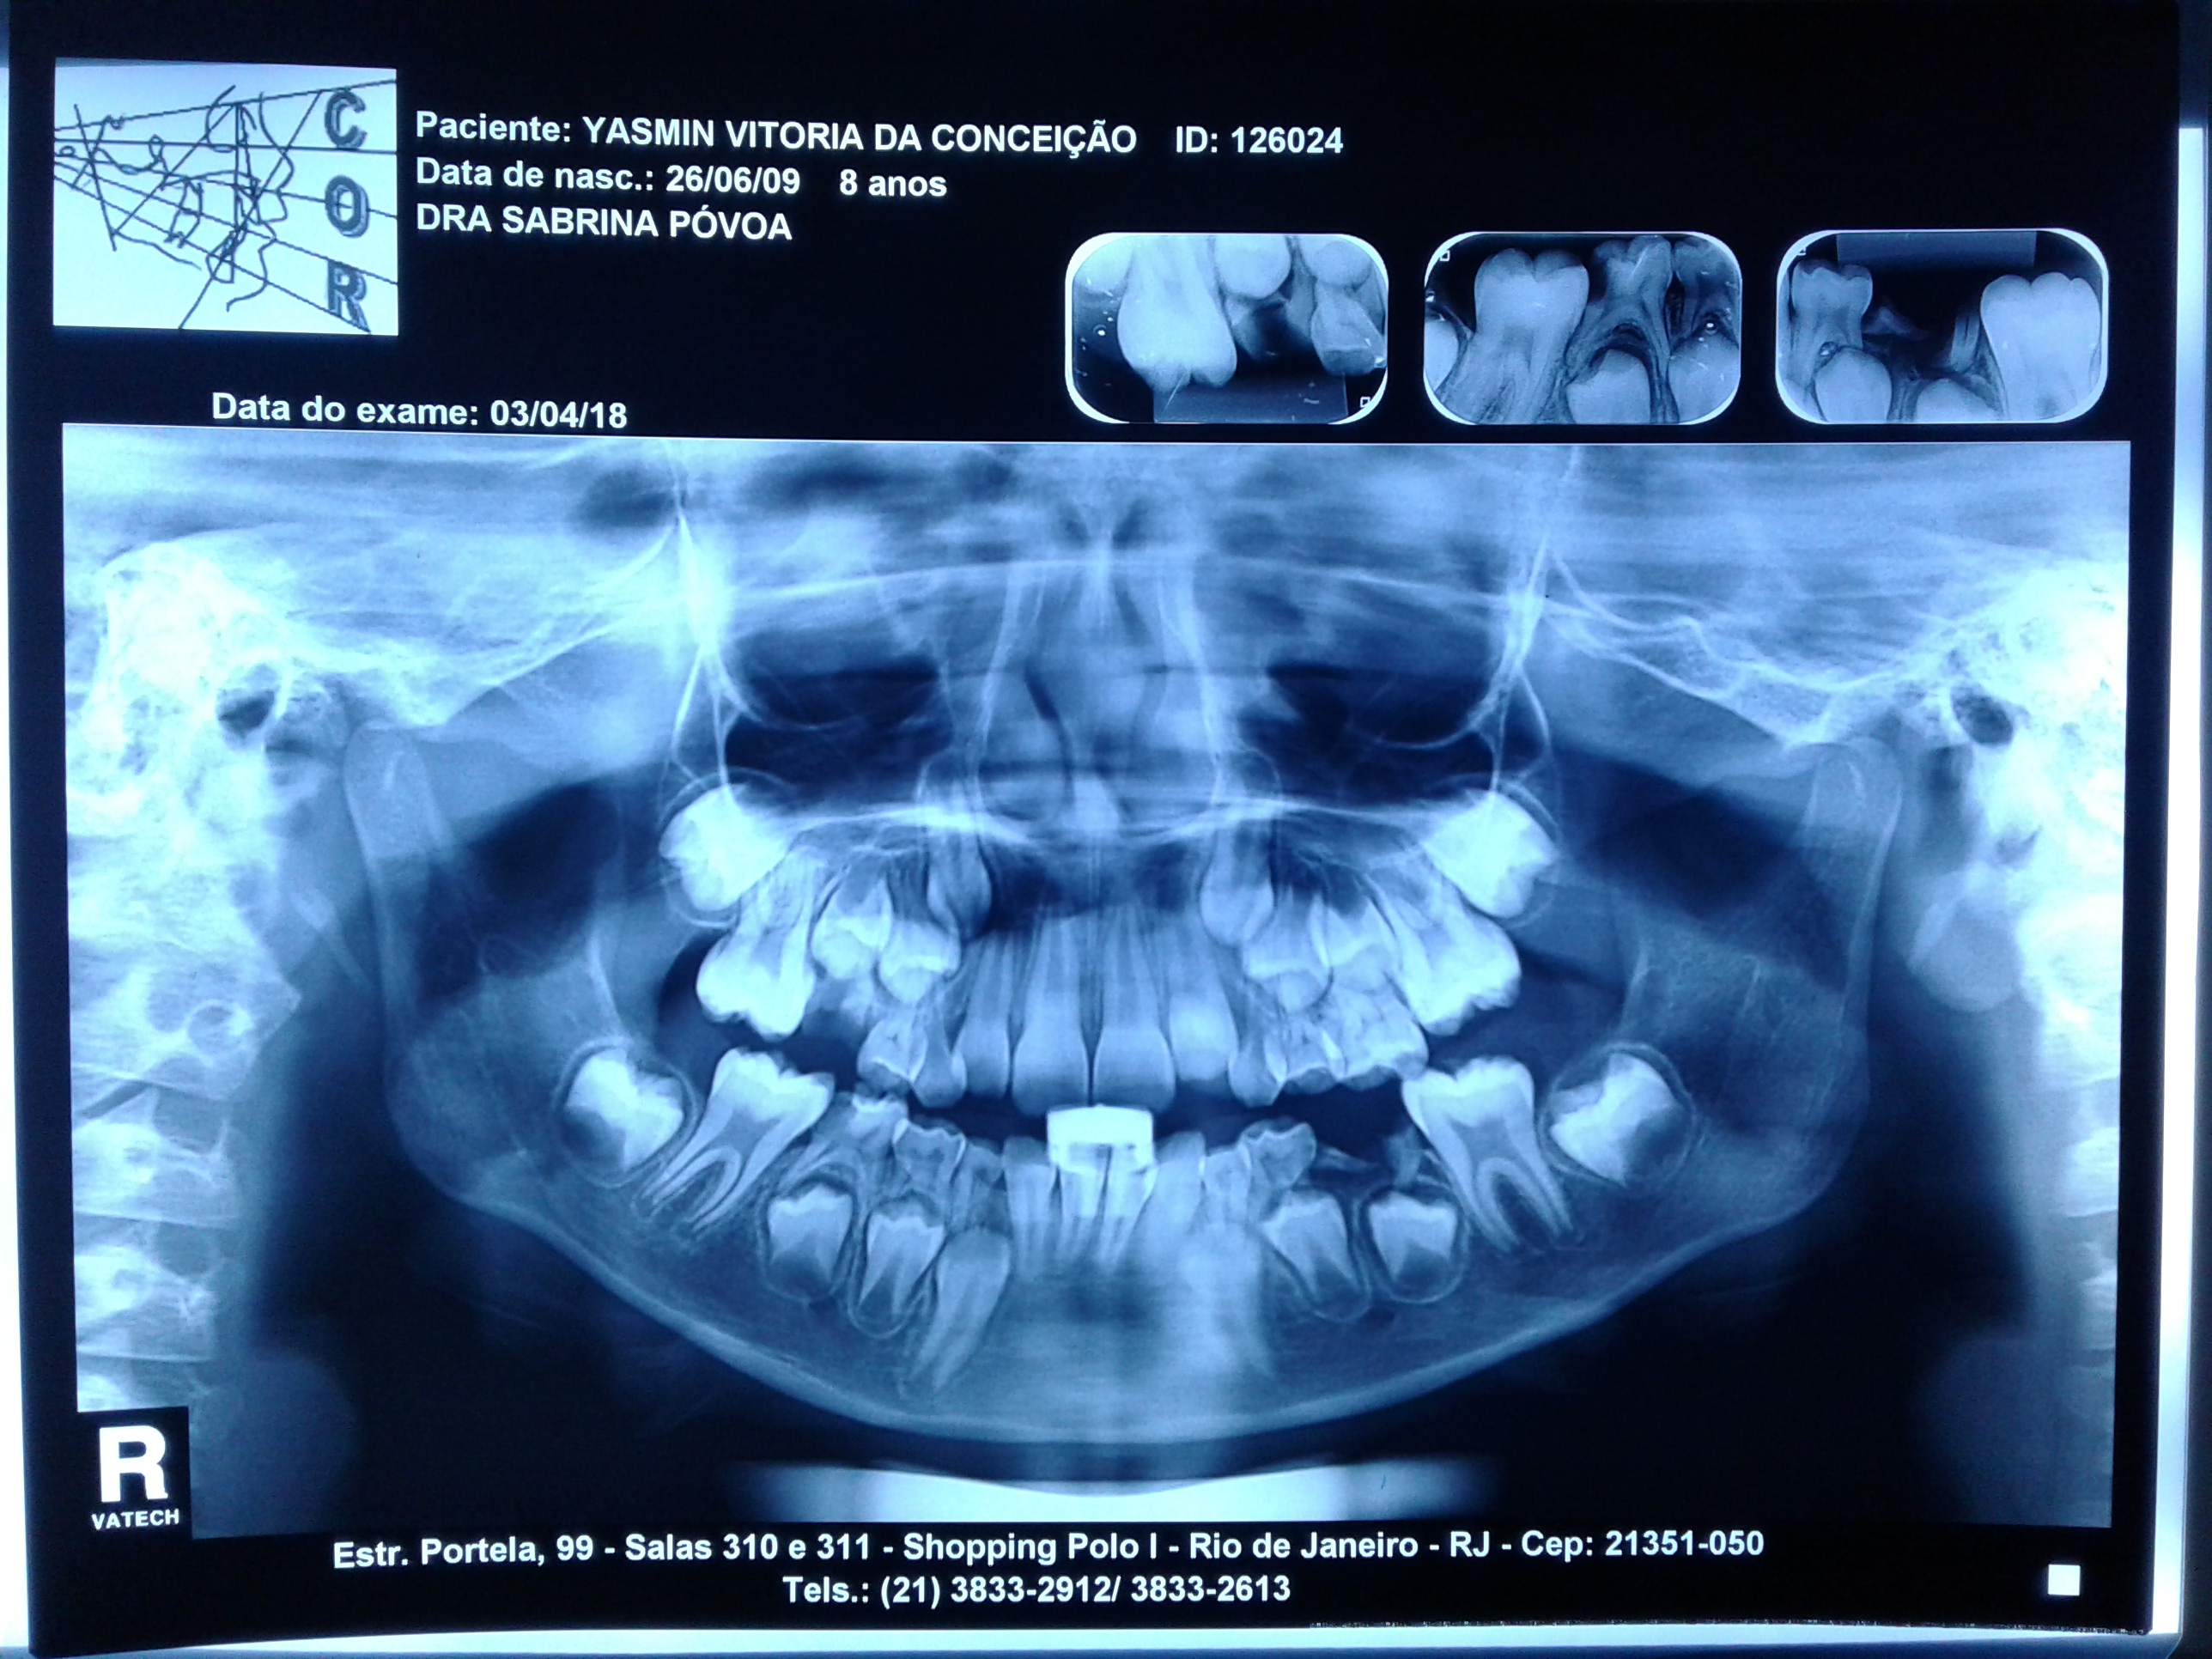 C
O
R
Paciente: YASMIN VITORIA DA CONCEIÇÃO ID: 126024
Data de nasc.: 26/06/09 8 anos
DRA SABRINA PÓVOA
Data do exame: 03/04/18
R
VATECH
Estr. Portela, 99 - Salas 310 e 311 - Shopping Polo I - Rio de Janeiro - RJ - Cep: 21351-050
Tels.: (21) 3833-2912/ 3833-2613